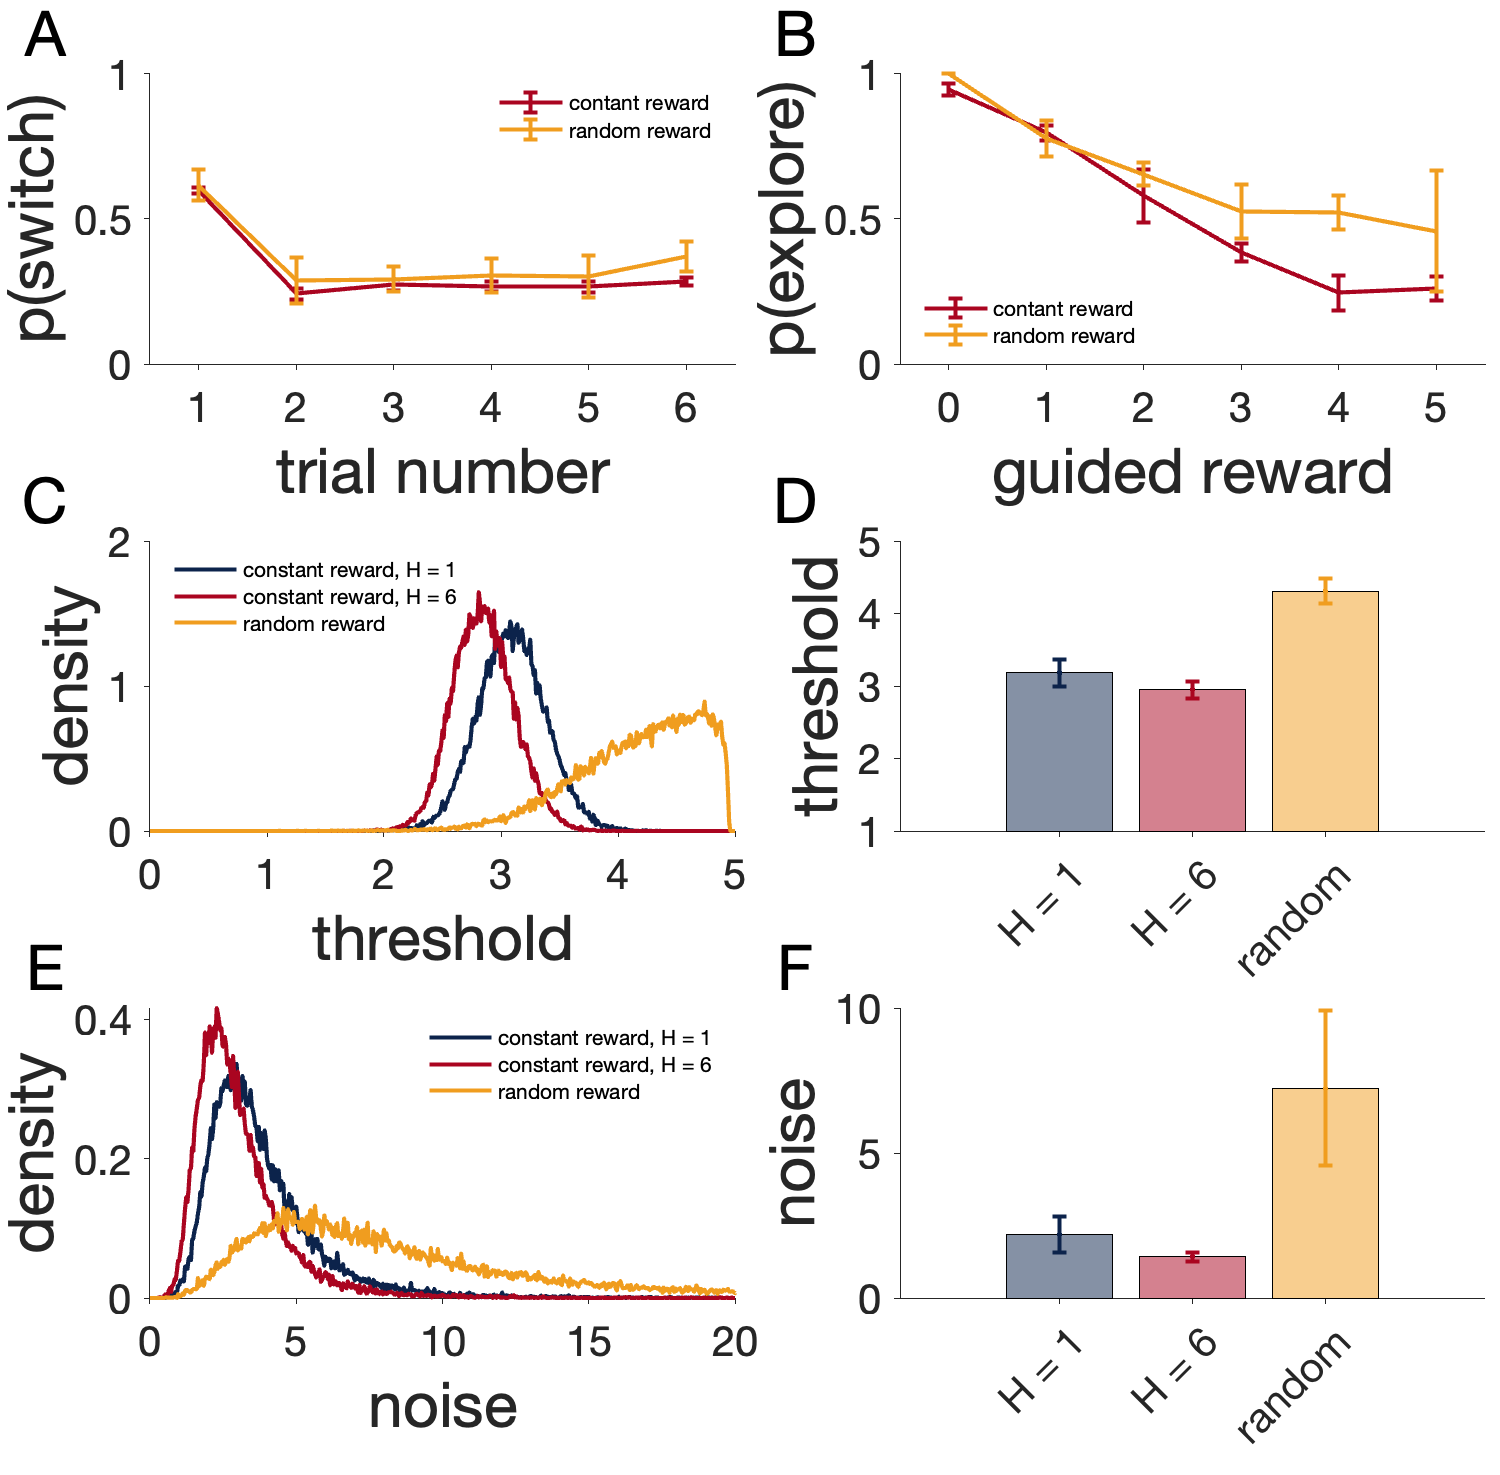 A
p(switch)
1
0.5
0
contant reward
random reward
1 2 3 4 5 6
trial number
B
p(explore)
1
0.5
0
contant reward
random reward
0 1 2 3 4 5
guided reward
C
density
2
1
0
constant reward, H = 1
constant reward, H = 6
random reward
0 1 2 3 4 5
threshold
D
threshold
5
4
3
2
1
H = 1
H = 6
random
E
density
0.4
0.2
0
constant reward, H = 1
constant reward, H = 6
random reward
0 5 10 15 20
noise
F
noise
10
5
0
H = 1
H = 6
random